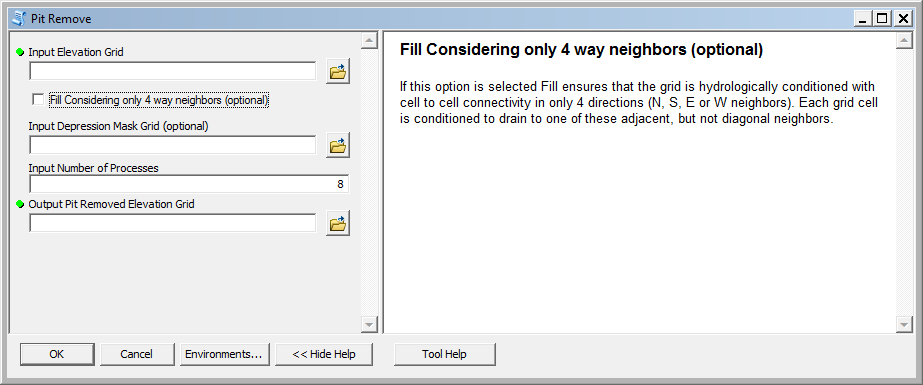 Pit Remove
Input Elevation Grid
Fill Considering only 4 way neighbors (optional)
Input Depression Mask Grid (optional)
Input Number of Processes
8
Output Pit Removed Elevation Grid
Fill Considering only 4 way neighbors (optional)
If this option is selected Fill ensures that the grid is hydrologically conditioned with
cell to cell connectivity in only 4 directions (N, S, E or W neighbors). Each grid cell
is conditioned to drain to one of these adjacent, but not diagonal neighbors.
OK
Cancel
Environments...
<< Hide Help
Tool Help